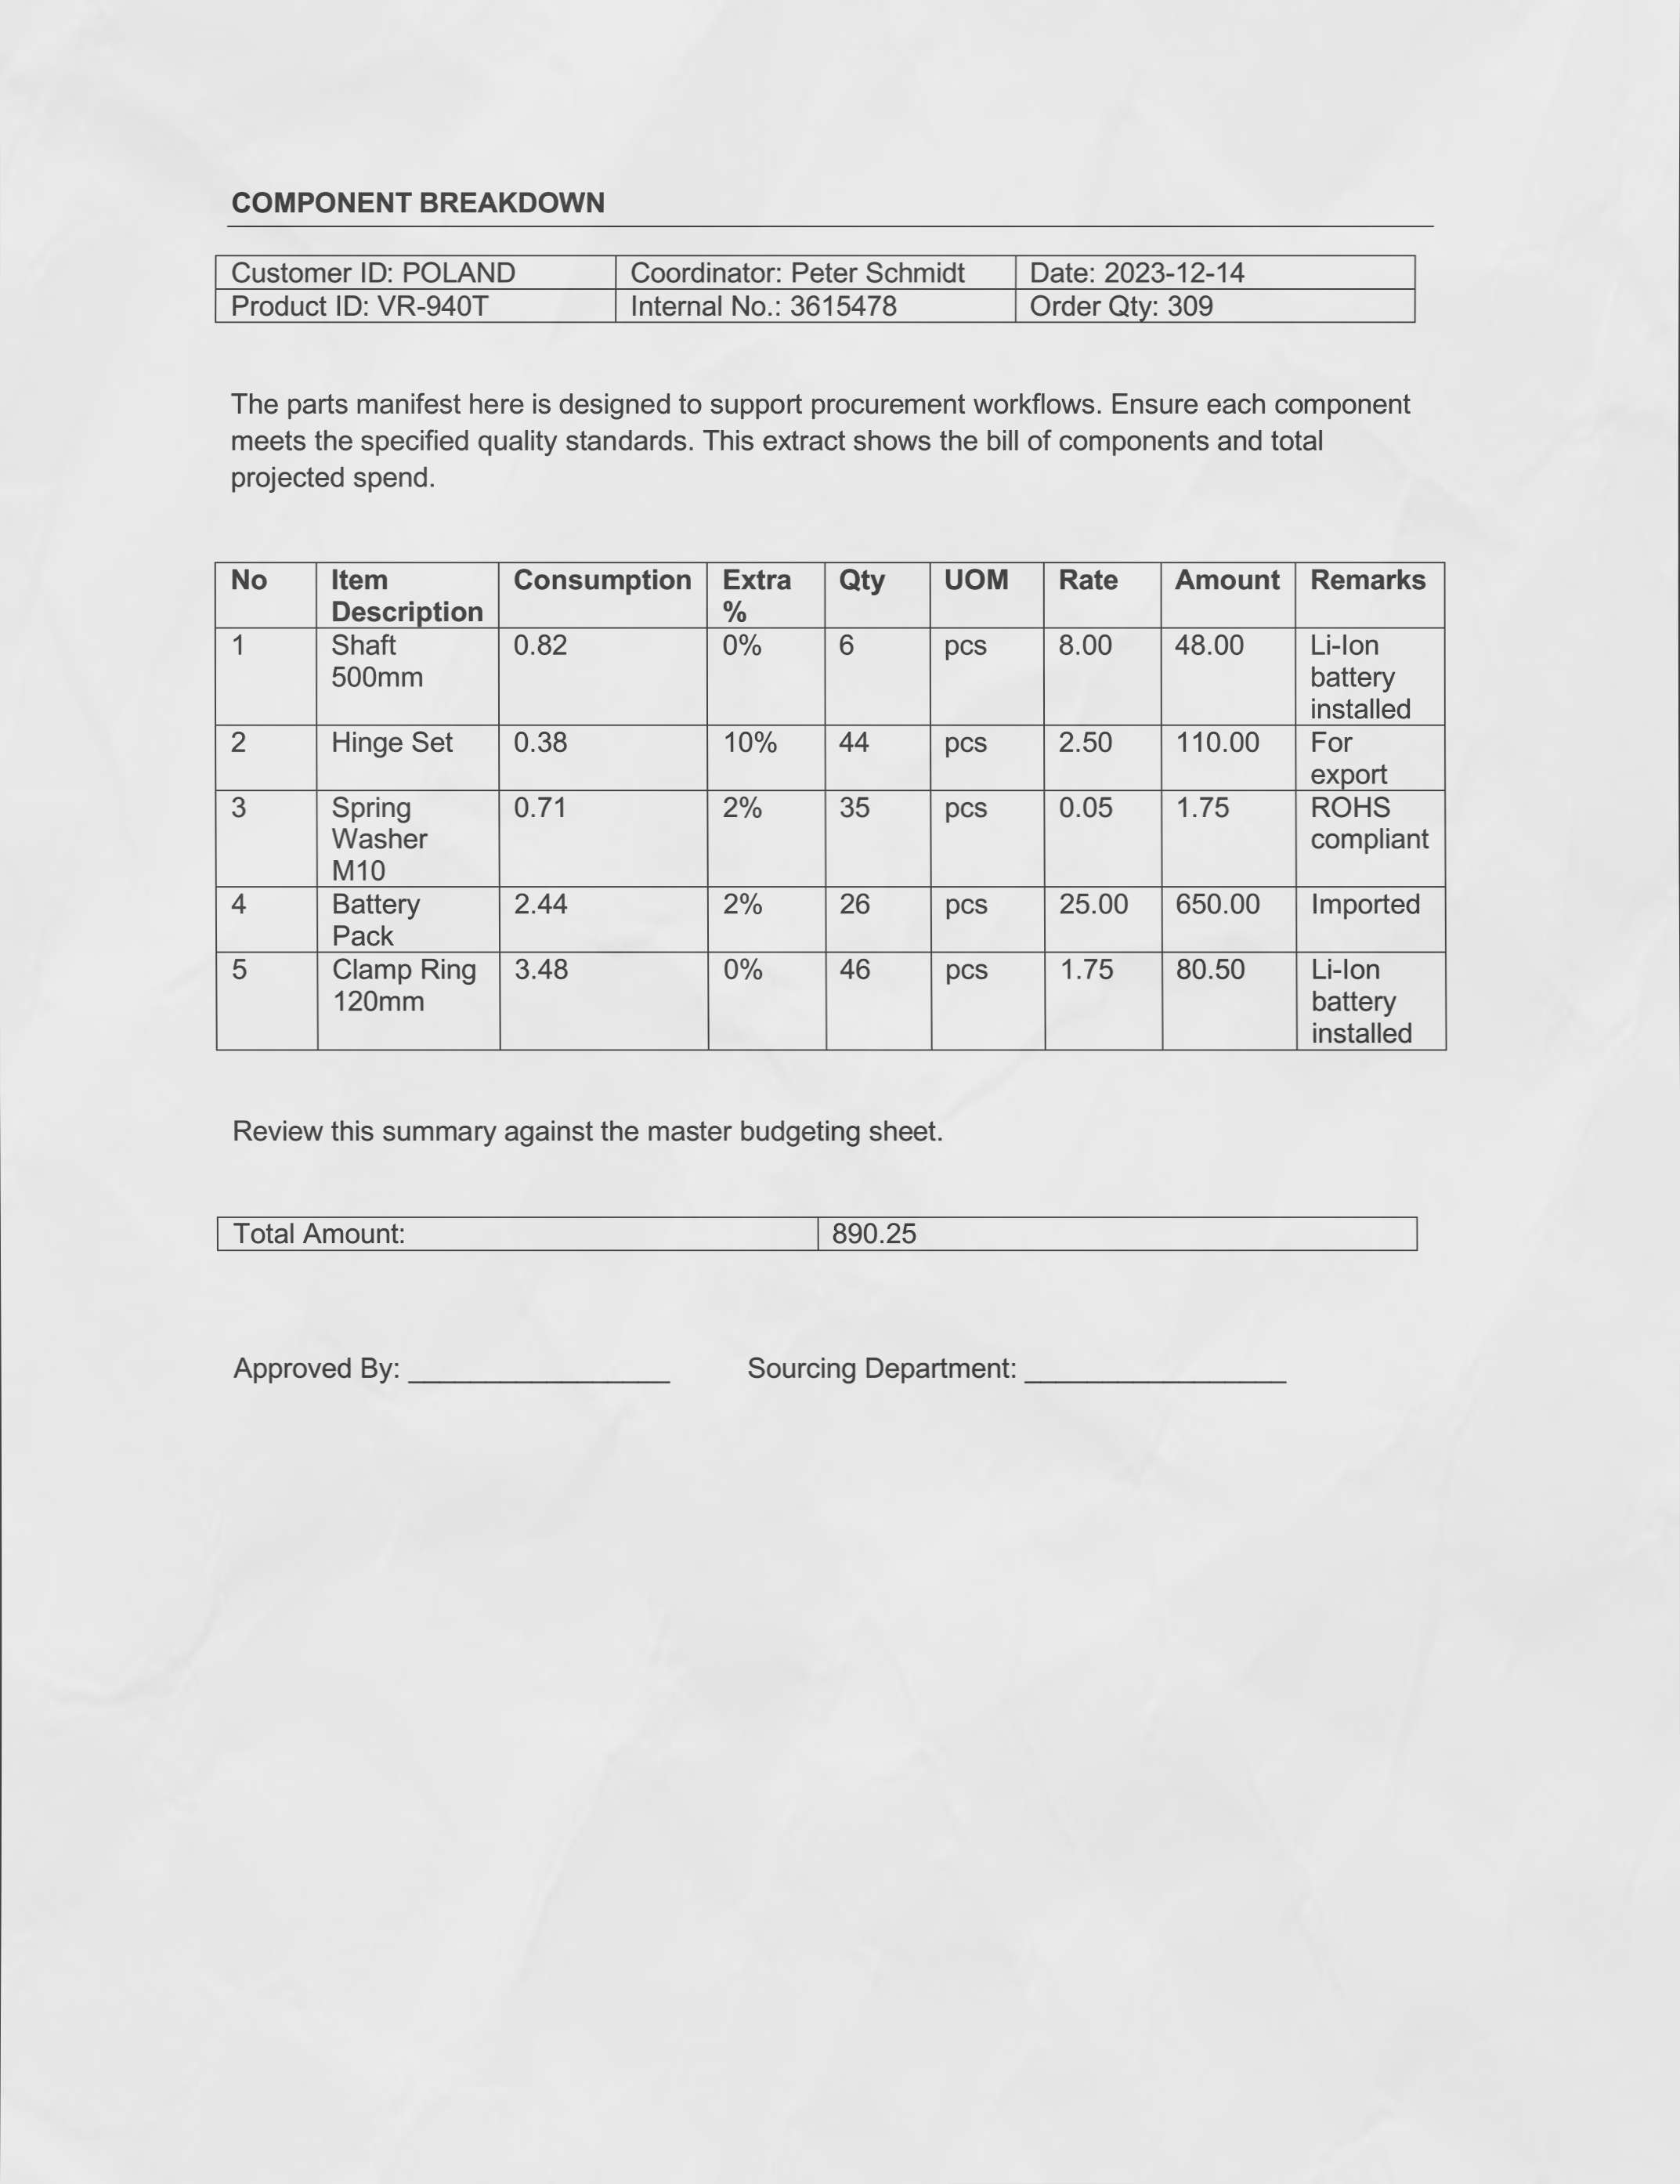 COMPONENT BREAKDOWN
Customer ID: POLAND Coordinator: Peter Schmidt Date: 2023-12-14
Product ID: VR-940T Internal No.: 3615478 Order Qty: 309
The parts manifest here is designed to support procurement workflows. Ensure each component
meets the specified quality standards. This extract shows the bill of components and total
projected spend.
No Item Description Consumption Extra % Qty UOM Rate Amount Remarks
1 Shaft 500mm 0.82 0% 6 pcs 8.00 48.00 Li-Ion battery installed
2 Hinge Set 0.38 10% 44 pcs 2.50 110.00 For export
3 Spring Washer M10 0.71 2% 35 pcs 0.05 1.75 ROHS compliant
4 Battery Pack 2.44 2% 26 pcs 25.00 650.00 Imported
5 Clamp Ring 120mm 3.48 0% 46 pcs 1.75 80.50 Li-Ion battery installed
Review this summary against the master budgeting sheet.
Total Amount: 890.25
Approved By: _________________ Sourcing Department: _________________